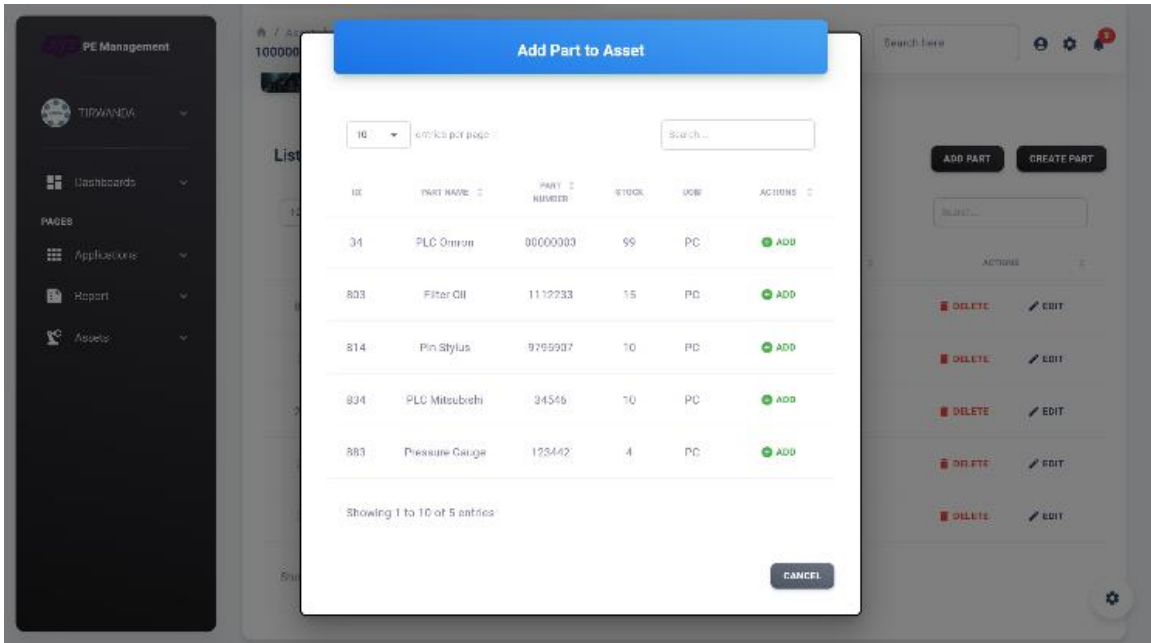 PE Management
TIRWANDA
Dashboards
PAGES
Applications
Report
Assets
10000
Search here
List
ADD PART
CREATE PART
Search...
ACTIONS
DELETE
EDIT
DELETE
EDIT
DELETE
EDIT
DELETE
EDIT
DELETE
EDIT
Add Part to Asset
10 entries per page
Search...
ID PART NAME PART NUMBER STOCK UOM ACTIONS
34 PLC Omron 00000003 99 PC ADD
803 Filter Oil 1112233 15 PC ADD
814 Pin Stylus 9795907 10 PC ADD
834 PLC Mitsubishi 34546 10 PC ADD
883 Pressure Gauge 123442 4 PC ADD
Showing 1 to 10 of 5 entries
CANCEL